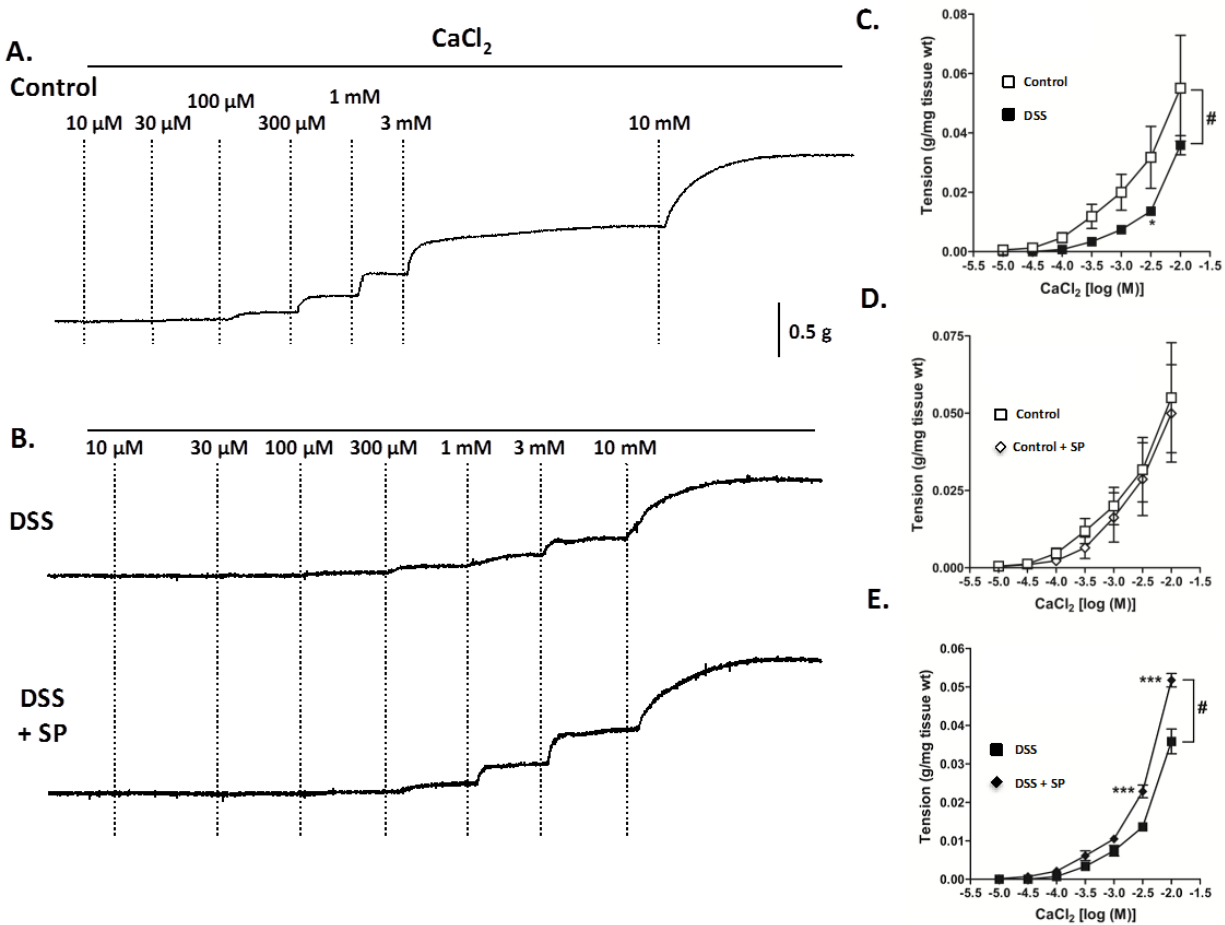 A.
CaCl₂
Control
100 µM
1 mM
10 µM 30 µM 300 µM 3 mM 10 mM
0.5 g
B.
10 µM 30 µM 100 µM 300 µM 1 mM 3 mM 10 mM
DSS
DSS
+ SP
C.
Tension (g/mg tissue wt)
0.08
0.06
0.04
0.02
0.00
Control
DSS
#
*
-5.5 -5.0 -4.5 -4.0 -3.5 -3.0 -2.5 -2.0 -1.5
CaCl₂ [log (M)]
D.
Tension (g/mg tissue wt)
0.075
0.050
0.025
0.000
Control
Control + SP
-5.5 -5.0 -4.5 -4.0 -3.5 -3.0 -2.5 -2.0 -1.5
CaCl₂ [log (M)]
E.
Tension (g/mg tissue wt)
0.06
0.05
0.04
0.03
0.02
0.01
0.00
***
#
DSS
DSS + SP
***
-5.5 -5.0 -4.5 -4.0 -3.5 -3.0 -2.5 -2.0 -1.5
CaCl₂ [log (M)]